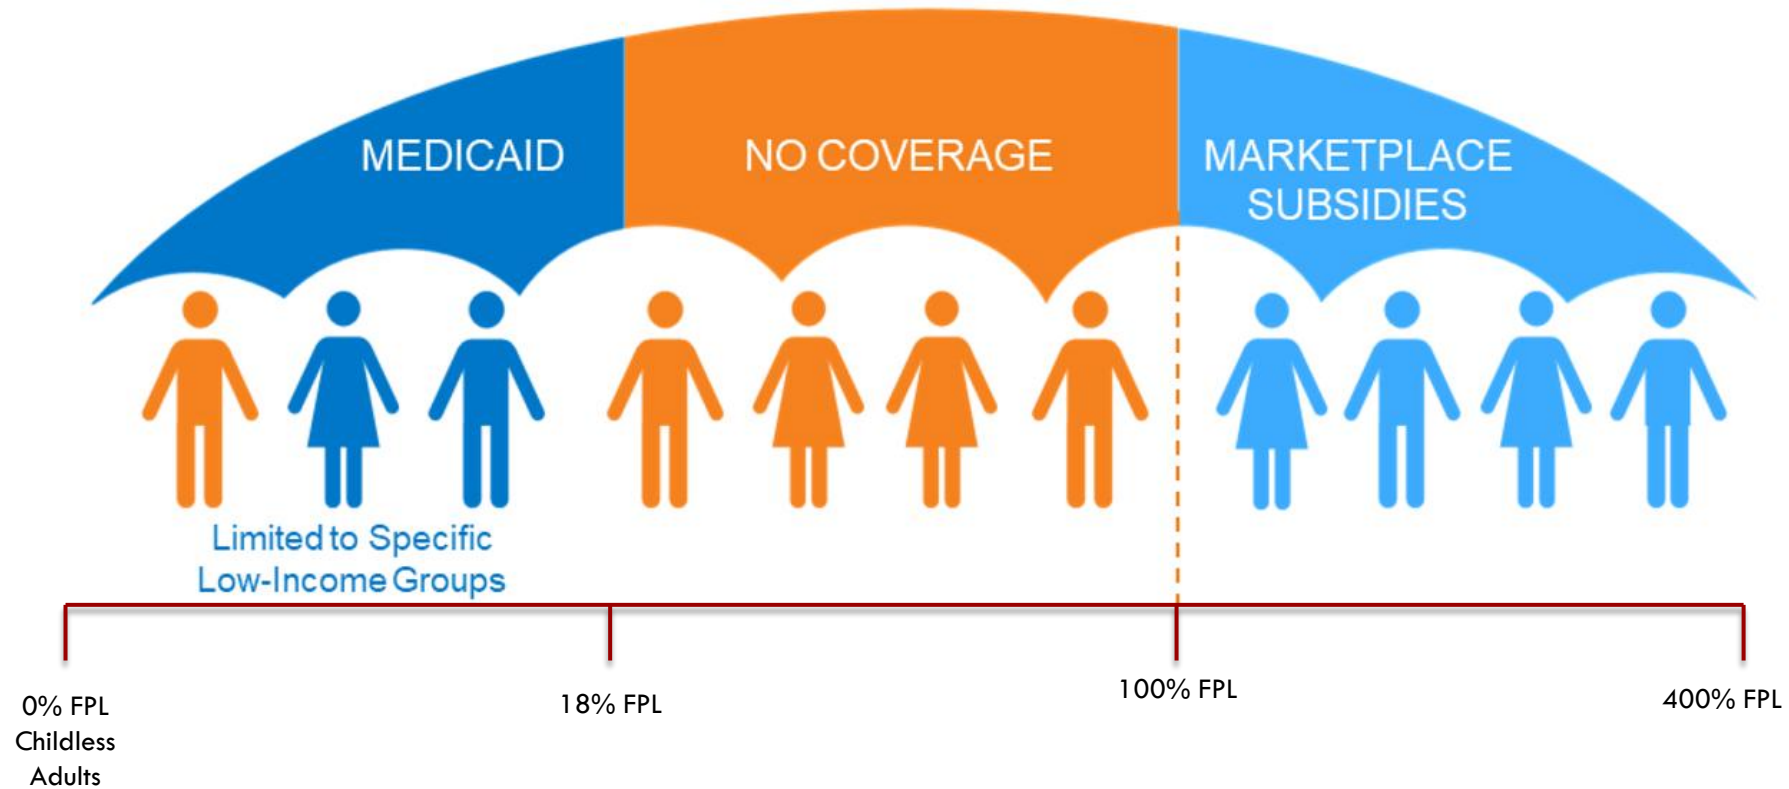 MEDICAID
NO COVERAGE
MARKETPLACE
SUBSIDIES
Limited to Specific
Low-Income Groups
0% FPL
Childless
Adults
18% FPL
100% FPL
400% FPL